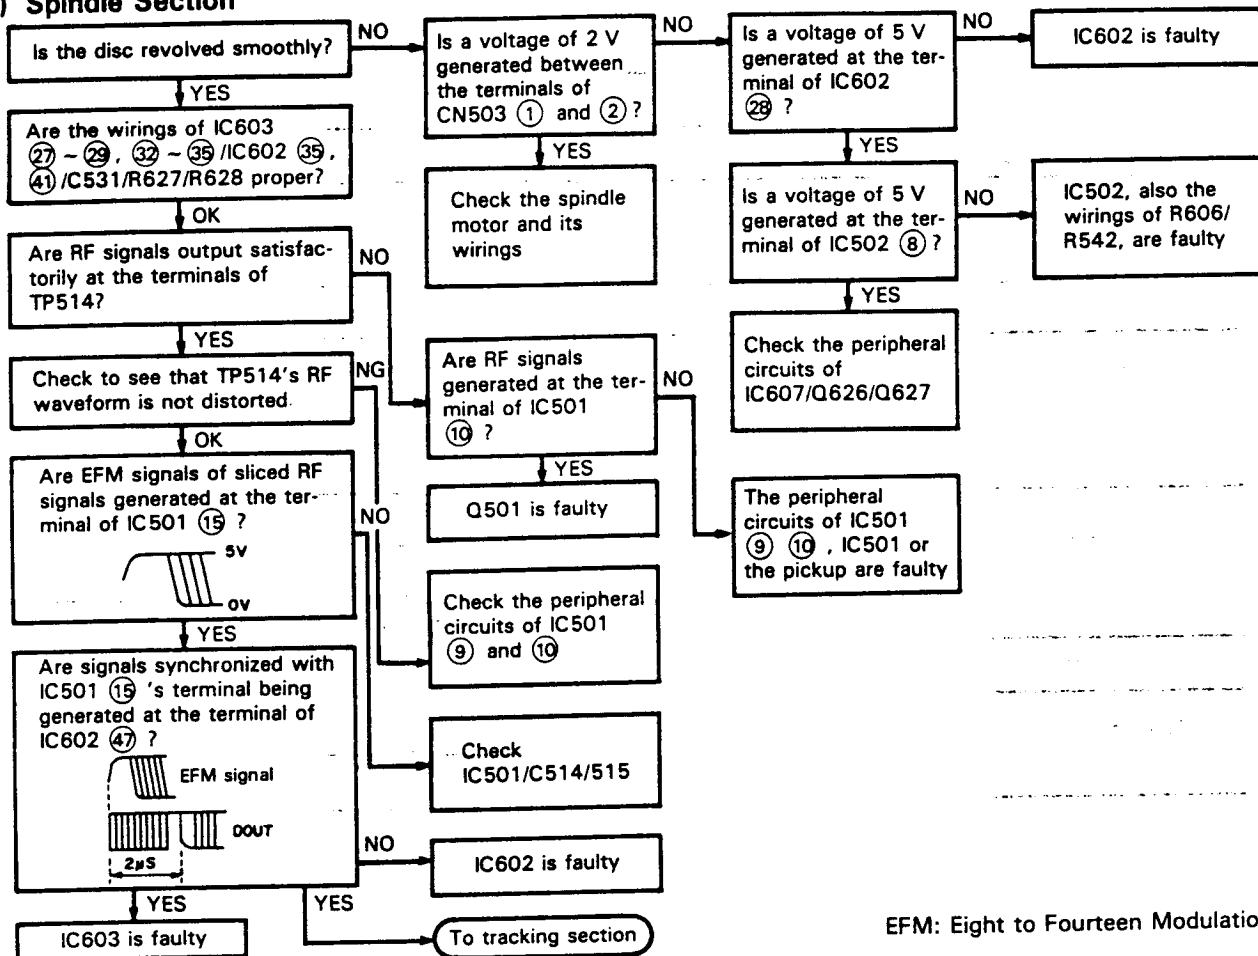 ) Spindle Section
Is the disc revolved smoothly?
NO
YES
Is a voltage of 2 V
generated between
the terminals of
CN503 ① and ② ?
NO
YES
Is a voltage of 5 V
generated at the ter-
minal of IC602
㉘ ?
NO
YES
IC602 is faulty
Are the wirings of IC603
㉗ ~ ㉙ , ㉜ ~ ㉟ /IC602 ㉟ ,
㊶ /C531/R627/R628 proper?
OK
Check the spindle
motor and its
wirings
Is a voltage of 5 V
generated at the ter-
minal of IC502 ⑧ ?
NO
YES
IC502, also the
wirings of R606/
R542, are faulty
Are RF signals output satisfac-
torily at the terminals of
TP514?
NO
YES
Check the peripheral
circuits of
IC607/Q626/Q627
Check to see that TP514's RF
waveform is not distorted.
NG
OK
Are RF signals
generated at the ter-
minal of IC501
⑩ ?
NO
YES
Q501 is faulty
The peripheral
circuits of IC501
⑨ ⑩ , IC501 or
the pickup are faulty
Are EFM signals of sliced RF
signals generated at the ter-
minal of IC501 ⑮ ?
5V
0V
NO
YES
Check the peripheral
circuits of IC501
⑨ and ⑩
Are signals synchronized with
IC501 ⑮ 's terminal being
generated at the terminal of
IC602 ㊼ ?
EFM signal
DOUT
2μS
NO
YES
YES
Check
IC501/C514/515
IC602 is faulty
IC603 is faulty
To tracking section
EFM: Eight to Fourteen Modulatio